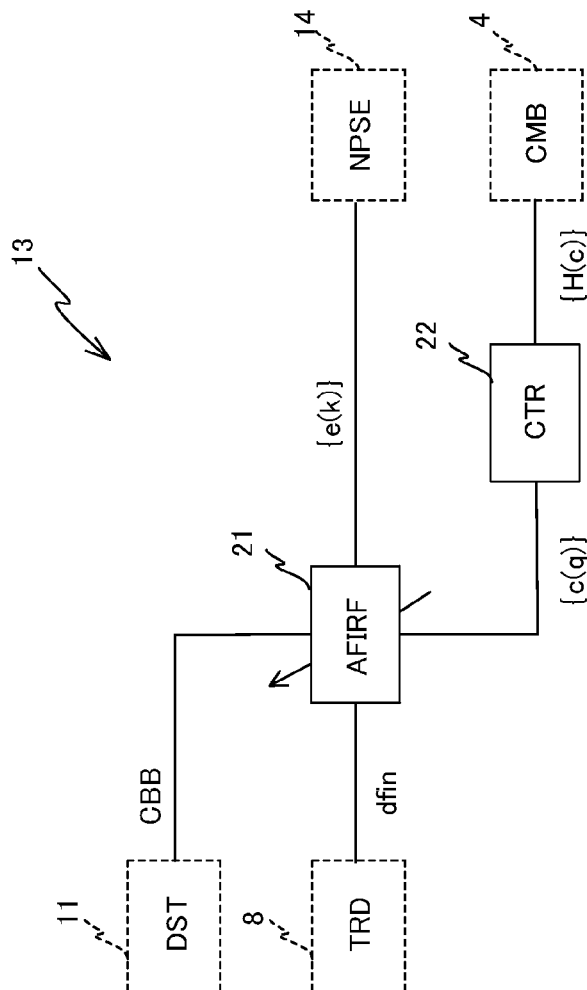 13
11
DST
CBB
8
TRD
dfin
21
AFIRF
{e(k)}
14
NPSE
{c(q)}
22
CTR
{H(c)}
4
CMB